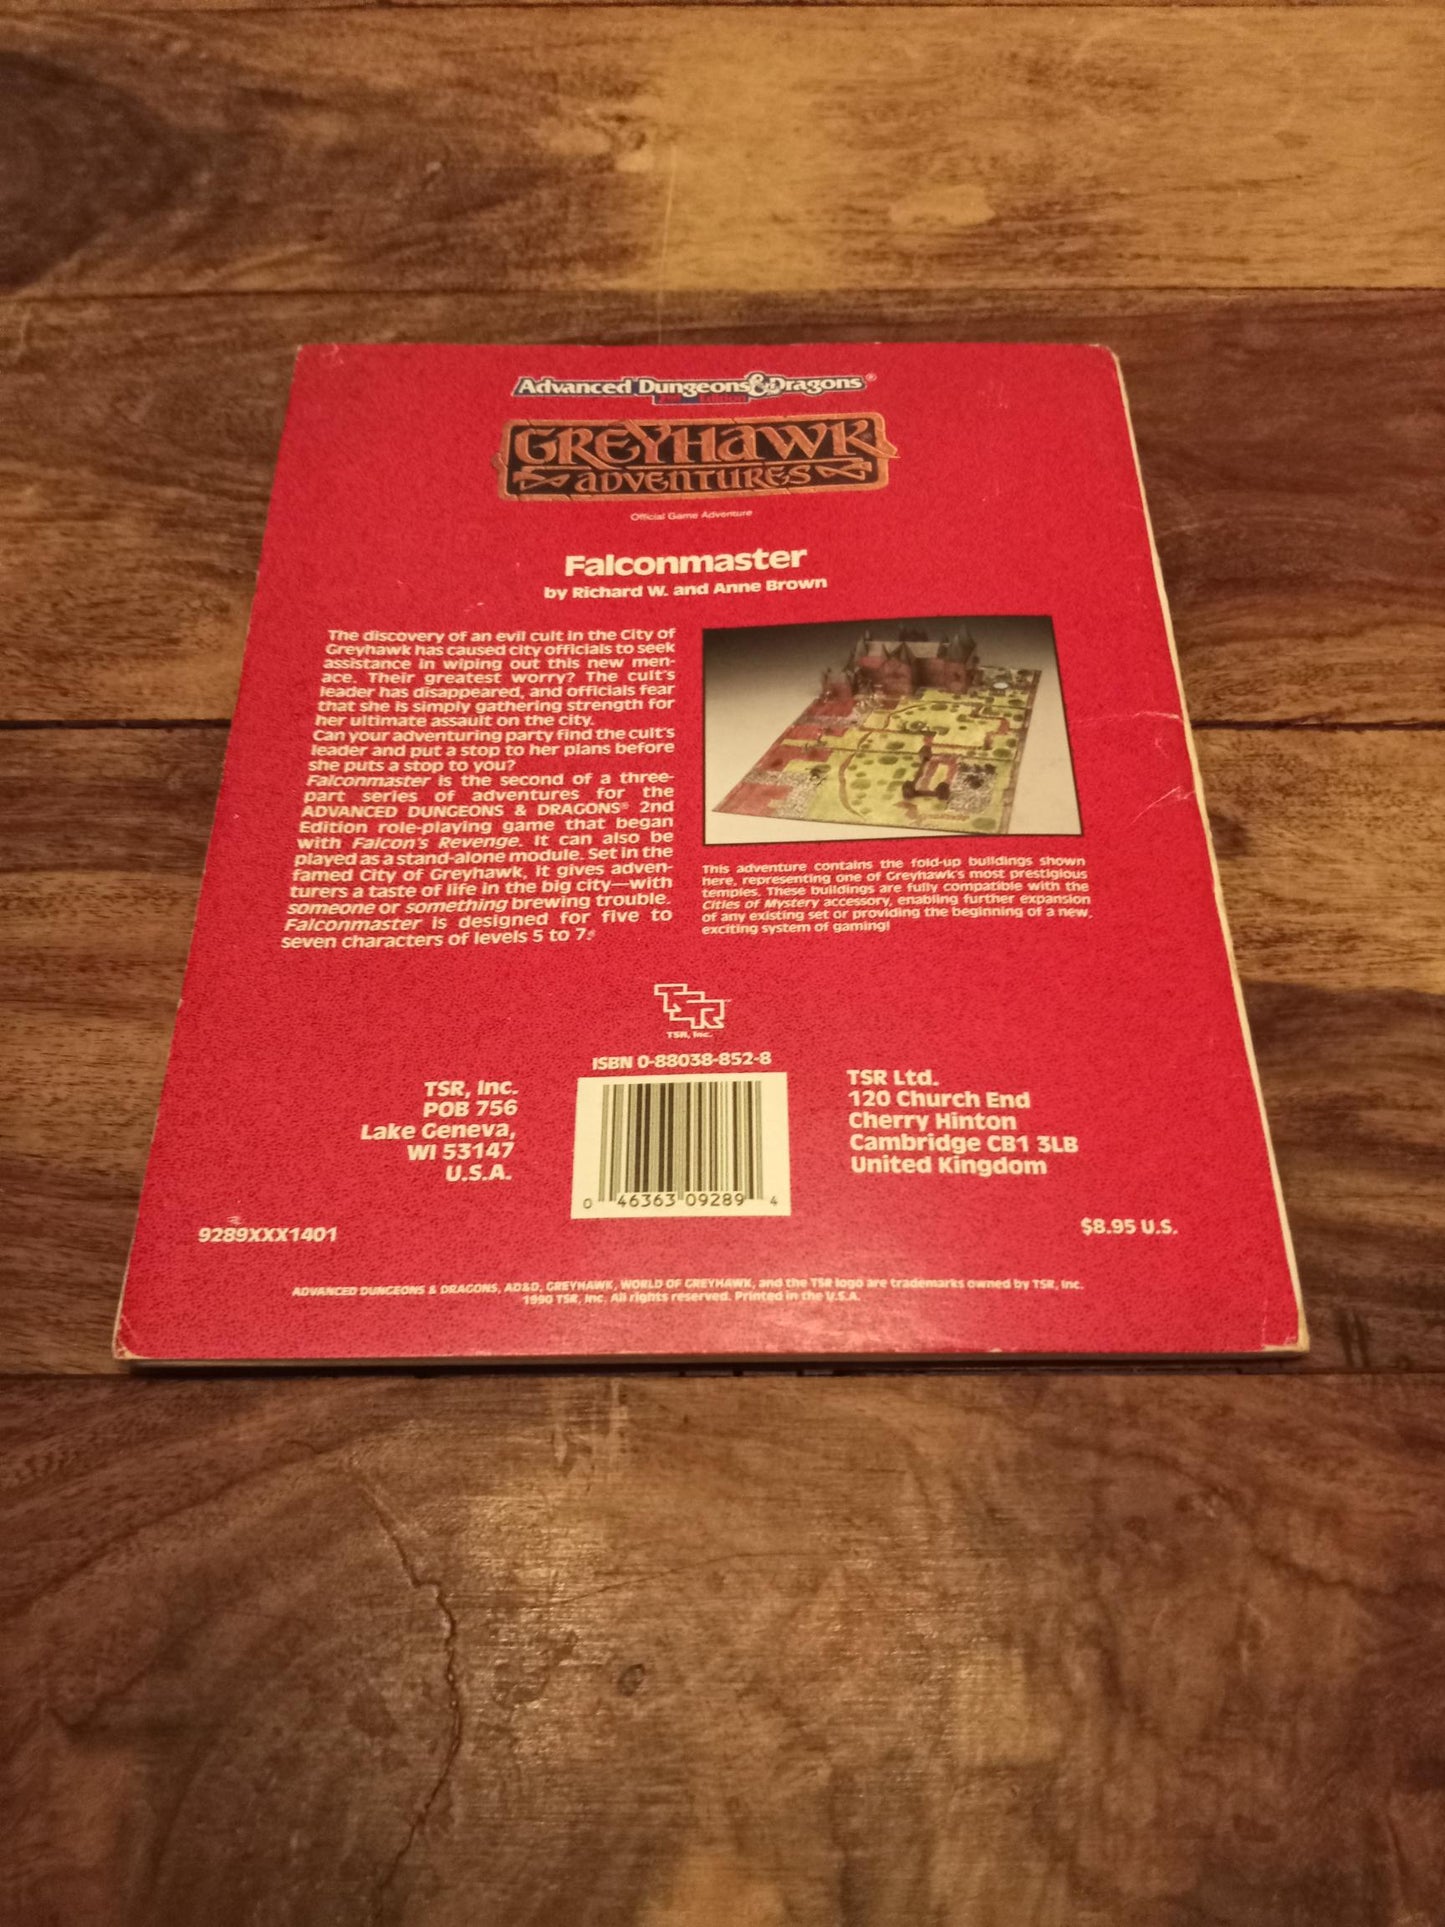 Advanced Dungeons & Dragons®
2nd Edition
GREYHAWK
ADVENTURES
Official Game Adventure
Falconmaster
by Richard W. and Anne Brown
The discovery of an evil cult in the City of
Greyhawk has caused city officials to seek
assistance in wiping out this new men-
ace. Their greatest worry? The cult's
leader has disappeared, and officials fear
that she is simply gathering strength for
her ultimate assault on the city.
Can your adventuring party find the cult's
leader and put a stop to her plans before
she puts a stop to you?
Falconmaster is the second of a three-
part series of adventures for the
ADVANCED DUNGEONS & DRAGONS® 2nd
Edition role-playing game that began
with Falcon's Revenge. It can also be
played as a stand-alone module. Set in the
famed City of Greyhawk, it gives adven-
turers a taste of life in the big city—with
someone or something brewing trouble.
Falconmaster is designed for five to
seven characters of levels 5 to 7.
This adventure contains the fold-up buildings shown
here, representing one of Greyhawk's most prestigious
temples. These buildings are fully compatible with the
Cities of Mystery accessory, enabling further expansion
of any existing set or providing the beginning of a new,
exciting system of gaming!
TSR
TSR, Inc.
ISBN 0-88038-852-8
TSR, Inc.
POB 756
Lake Geneva,
WI 53147
U.S.A.
0 46363 09289 4
TSR Ltd.
120 Church End
Cherry Hinton
Cambridge CB1 3LB
United Kingdom
9289XXX1401
$8.95 U.S.
ADVANCED DUNGEONS & DRAGONS, AD&D, GREYHAWK, WORLD OF GREYHAWK, and the TSR logo are trademarks owned by TSR, Inc.
1990 TSR, Inc. All rights reserved. Printed in the U.S.A.